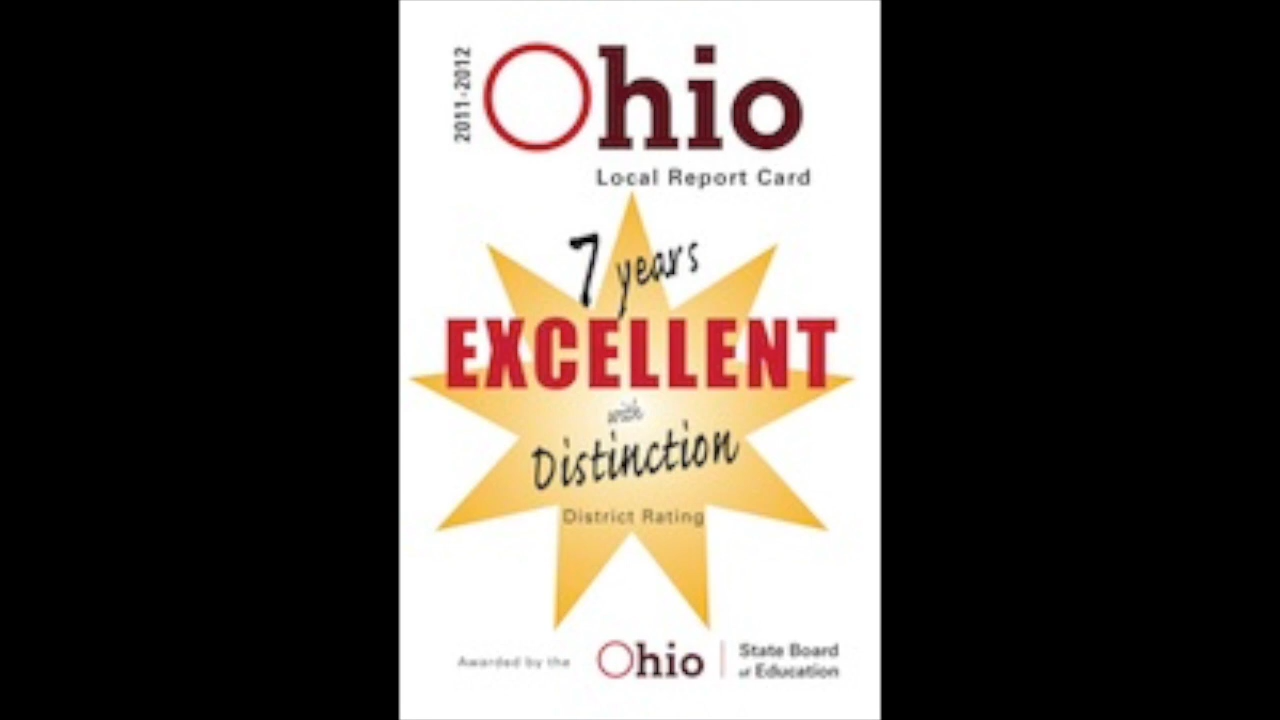 2011-2012
Ohio
Local Report Card
7 years
EXCELLENT
with
Distinction
District Rating
Awarded by the
Ohio
State Board
of Education